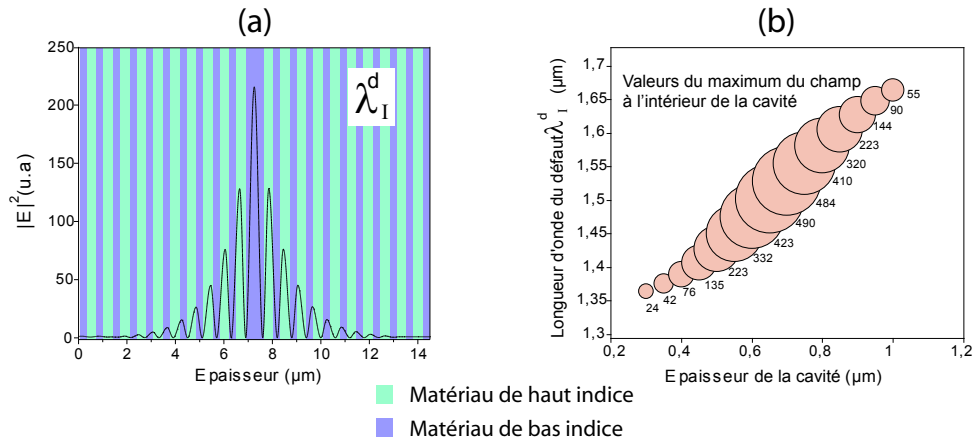 (a)
250
200
150
100
50
0
|E|²(u.a)
λ_I^d
0 2 4 6 8 10 12
Epaisseur (µm)
(b)
1,7
1,65
1,6
1,55
1,5
1,45
1,4
1,35
1,3
Longueur d'onde du défaut λ_I^d (µm)
Valeurs du maximum du champ
à l'intérieur de la cavité
55
90
144
223
320
410
484
490
423
332
223
135
76
42
24
0,2 0,4 0,6 0,8 1 1,2
Epaisseur de la cavité (µm)
Matériau de haut indice
Matériau de bas indice